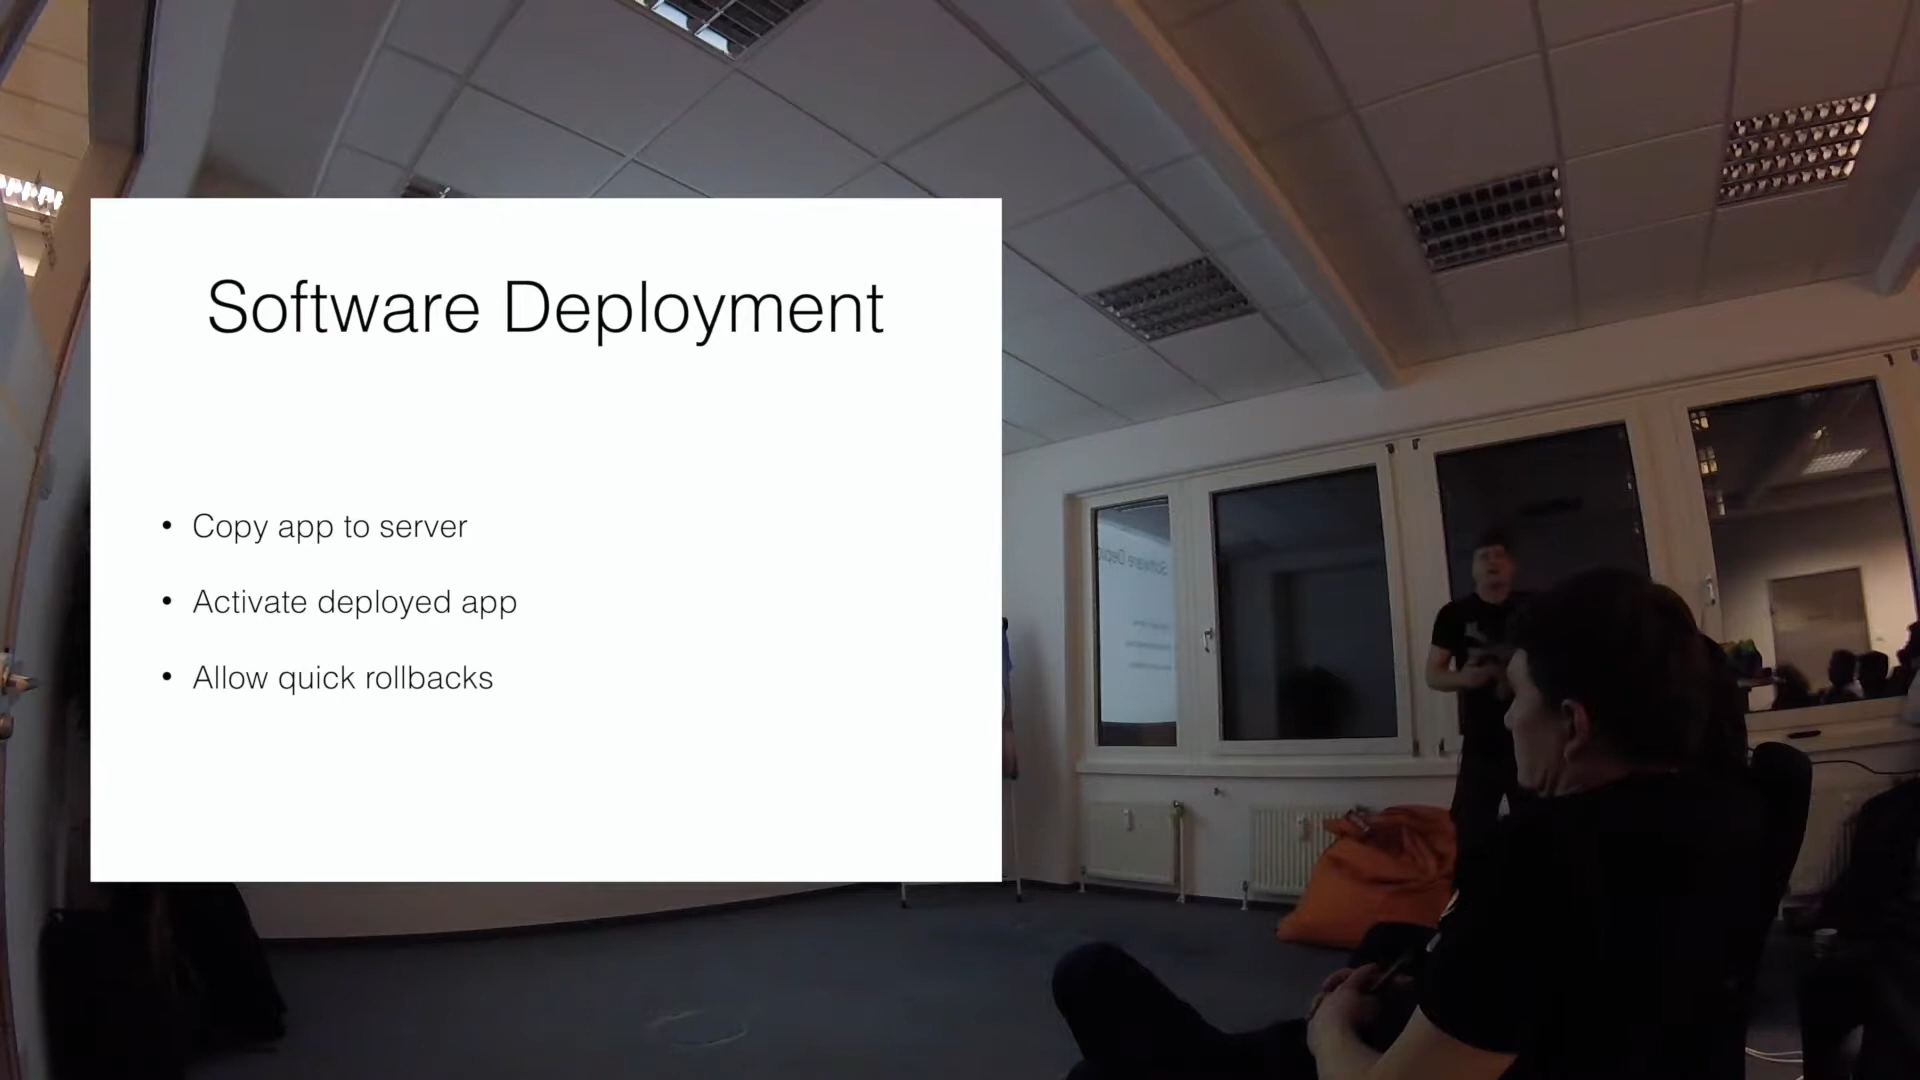 Software Deployment
• Copy app to server
• Activate deployed app
• Allow quick rollbacks